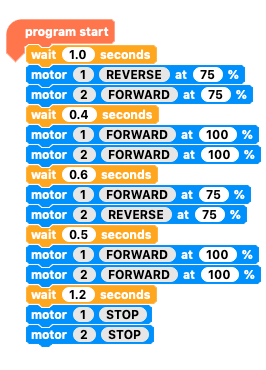 program start
wait 1.0 seconds
motor 1 REVERSE at 75 %
motor 2 FORWARD at 75 %
wait 0.4 seconds
motor 1 FORWARD at 100 %
motor 2 FORWARD at 100 %
wait 0.6 seconds
motor 1 FORWARD at 75 %
motor 2 REVERSE at 75 %
wait 0.5 seconds
motor 1 FORWARD at 100 %
motor 2 FORWARD at 100 %
wait 1.2 seconds
motor 1 STOP
motor 2 STOP